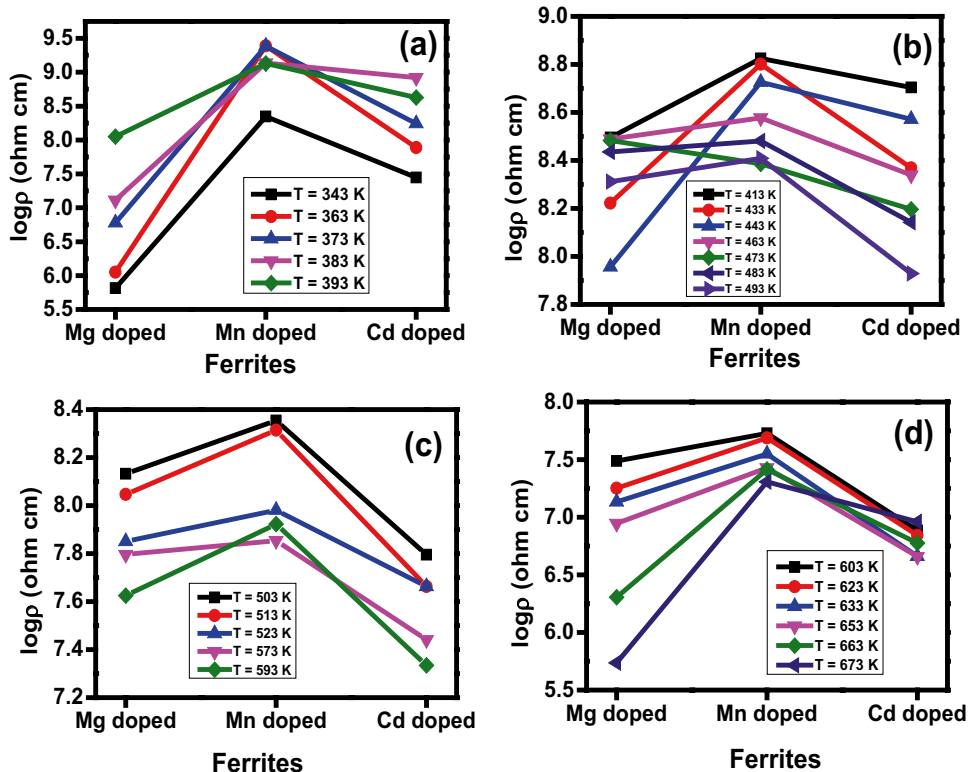 (a)
logρ (ohm cm)
9.5
9.0
8.5
8.0
7.5
7.0
6.5
6.0
5.5
T = 343 K
T = 363 K
T = 373 K
T = 383 K
T = 393 K
Mg doped Mn doped Cd doped
Ferrites
(b)
logρ (ohm cm)
9.0
8.8
8.6
8.4
8.2
8.0
7.8
T = 413 K
T = 433 K
T = 443 K
T = 463 K
T = 473 K
T = 483 K
T = 493 K
Mg doped Mn doped Cd doped
Ferrites
(c)
logρ (ohm cm)
8.4
8.2
8.0
7.8
7.6
7.4
7.2
T = 503 K
T = 513 K
T = 523 K
T = 573 K
T = 593 K
Mg doped Mn doped Cd doped
Ferrites
(d)
logρ (ohm cm)
8.0
7.5
7.0
6.5
6.0
5.5
T = 603 K
T = 623 K
T = 633 K
T = 653 K
T = 663 K
T = 673 K
Mg doped Mn doped Cd doped
Ferrites